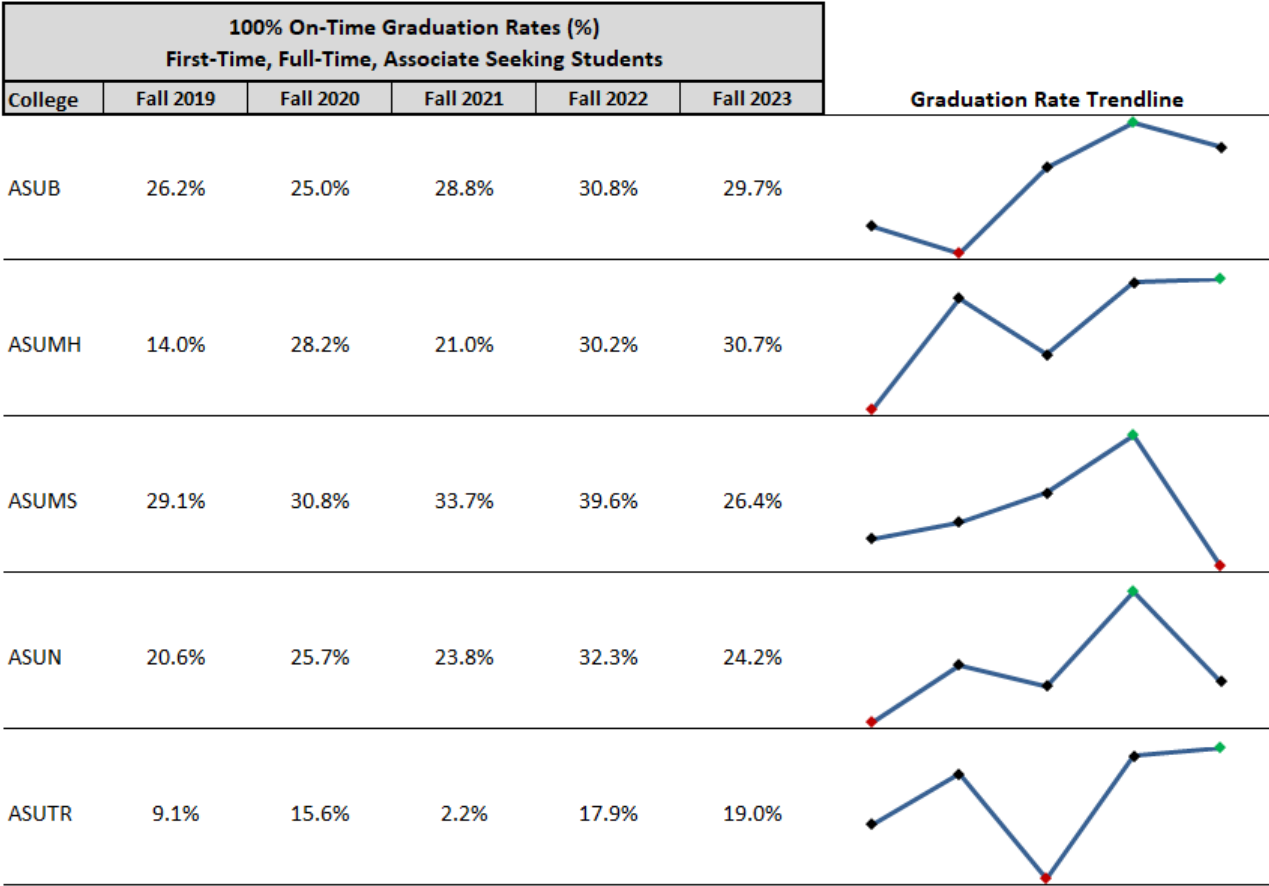 100% On-Time Graduation Rates (%)
First-Time, Full-Time, Associate Seeking Students
College Fall 2019 Fall 2020 Fall 2021 Fall 2022 Fall 2023 Graduation Rate Trendline
ASUB 26.2% 25.0% 28.8% 30.8% 29.7%
ASUMH 14.0% 28.2% 21.0% 30.2% 30.7%
ASUMS 29.1% 30.8% 33.7% 39.6% 26.4%
ASUN 20.6% 25.7% 23.8% 32.3% 24.2%
ASUTR 9.1% 15.6% 2.2% 17.9% 19.0%